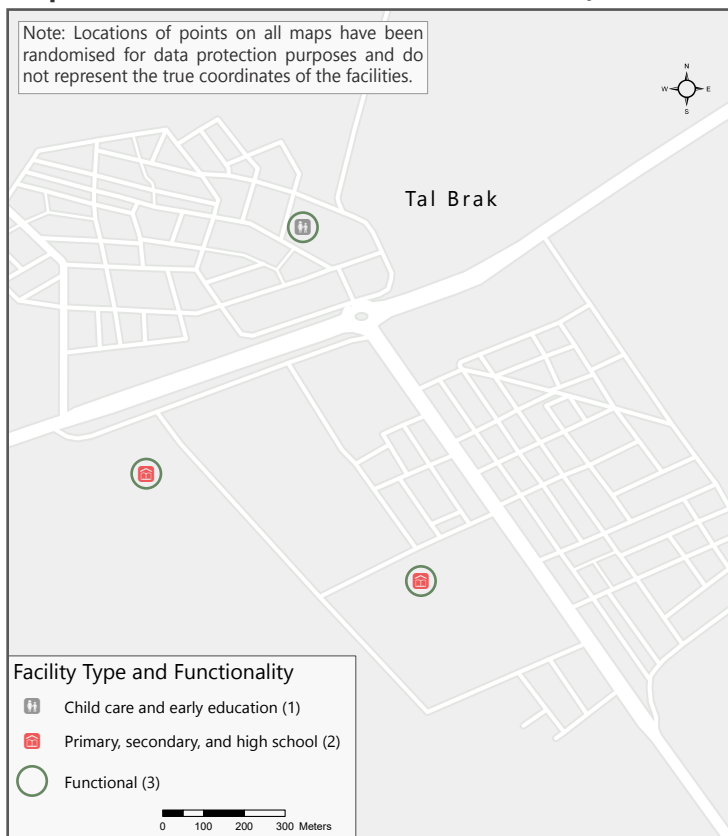 Note: Locations of points on all maps have been
randomised for data protection purposes and do
not represent the true coordinates of the facilities.
N
W E
S
Tal Brak
Facility Type and Functionality
Child care and early education (1)
Primary, secondary, and high school (2)
Functional (3)
0 100 200 300 Meters